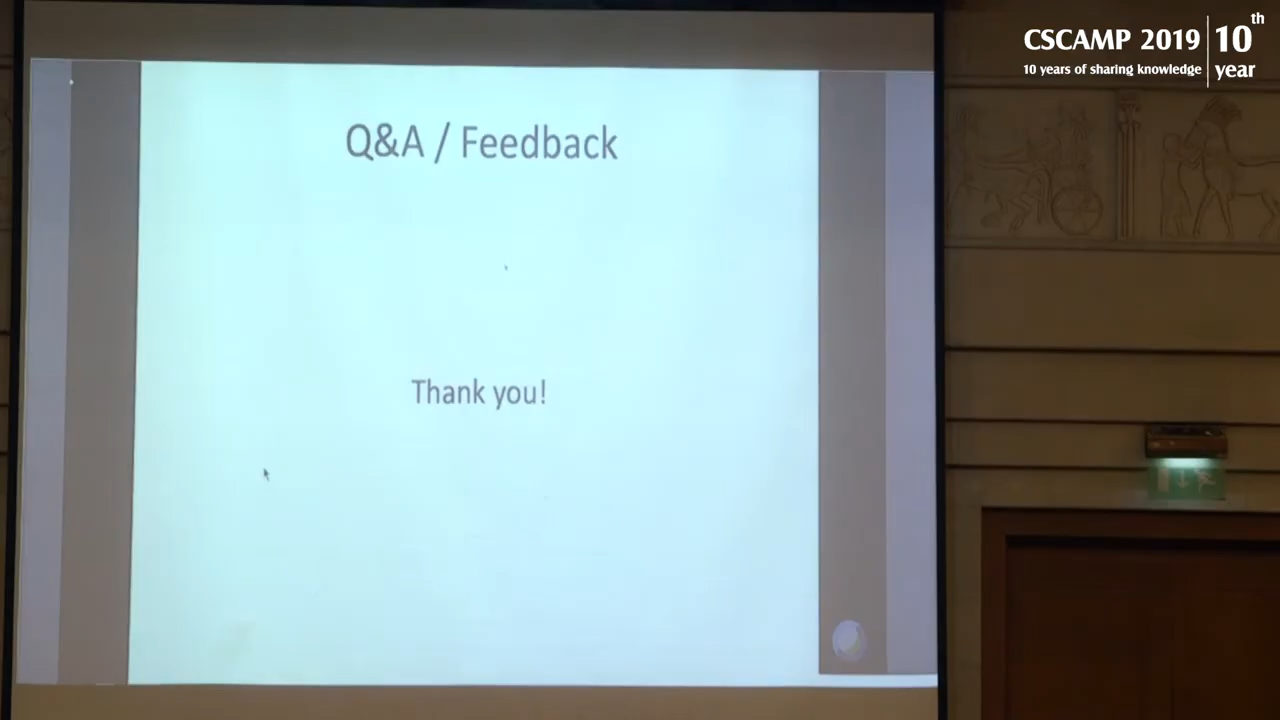 CSCAMP 2019
10 years of sharing knowledge
10th
year
Q&A / Feedback
Thank you!